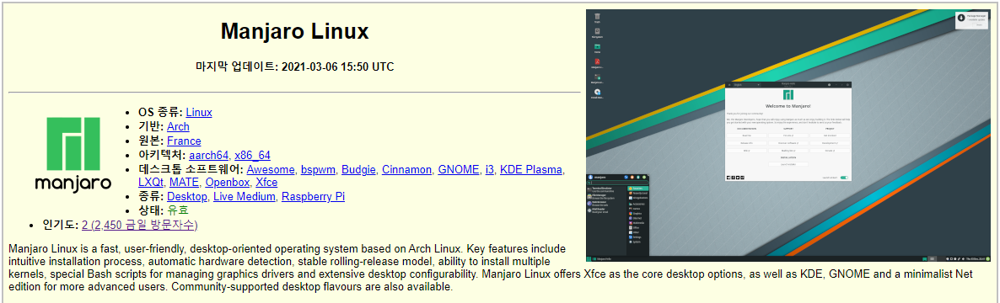 Manjaro Linux
마지막 업데이트: 2021-03-06 15:50 UTC
manjaro
• OS 종류: Linux
• 기반: Arch
• 원본: France
• 아키텍처: aarch64, x86_64
• 데스크톱 소프트웨어: Awesome, bspwm, Budgie, Cinnamon, GNOME, i3, KDE Plasma,
LXQt, MATE, Openbox, Xfce
• 종류: Desktop, Live Medium, Raspberry Pi
• 상태: 유효
• 인기도: 2 (2,450 금일 방문자수)
Manjaro Linux is a fast, user-friendly, desktop-oriented operating system based on Arch Linux. Key features include
intuitive installation process, automatic hardware detection, stable rolling-release model, ability to install multiple
kernels, special Bash scripts for managing graphics drivers and extensive desktop configurability. Manjaro Linux offers Xfce as the core desktop options, as well as KDE, GNOME and a minimalist Net
edition for more advanced users. Community-supported desktop flavours are also available.
Welcome to Manjaro!